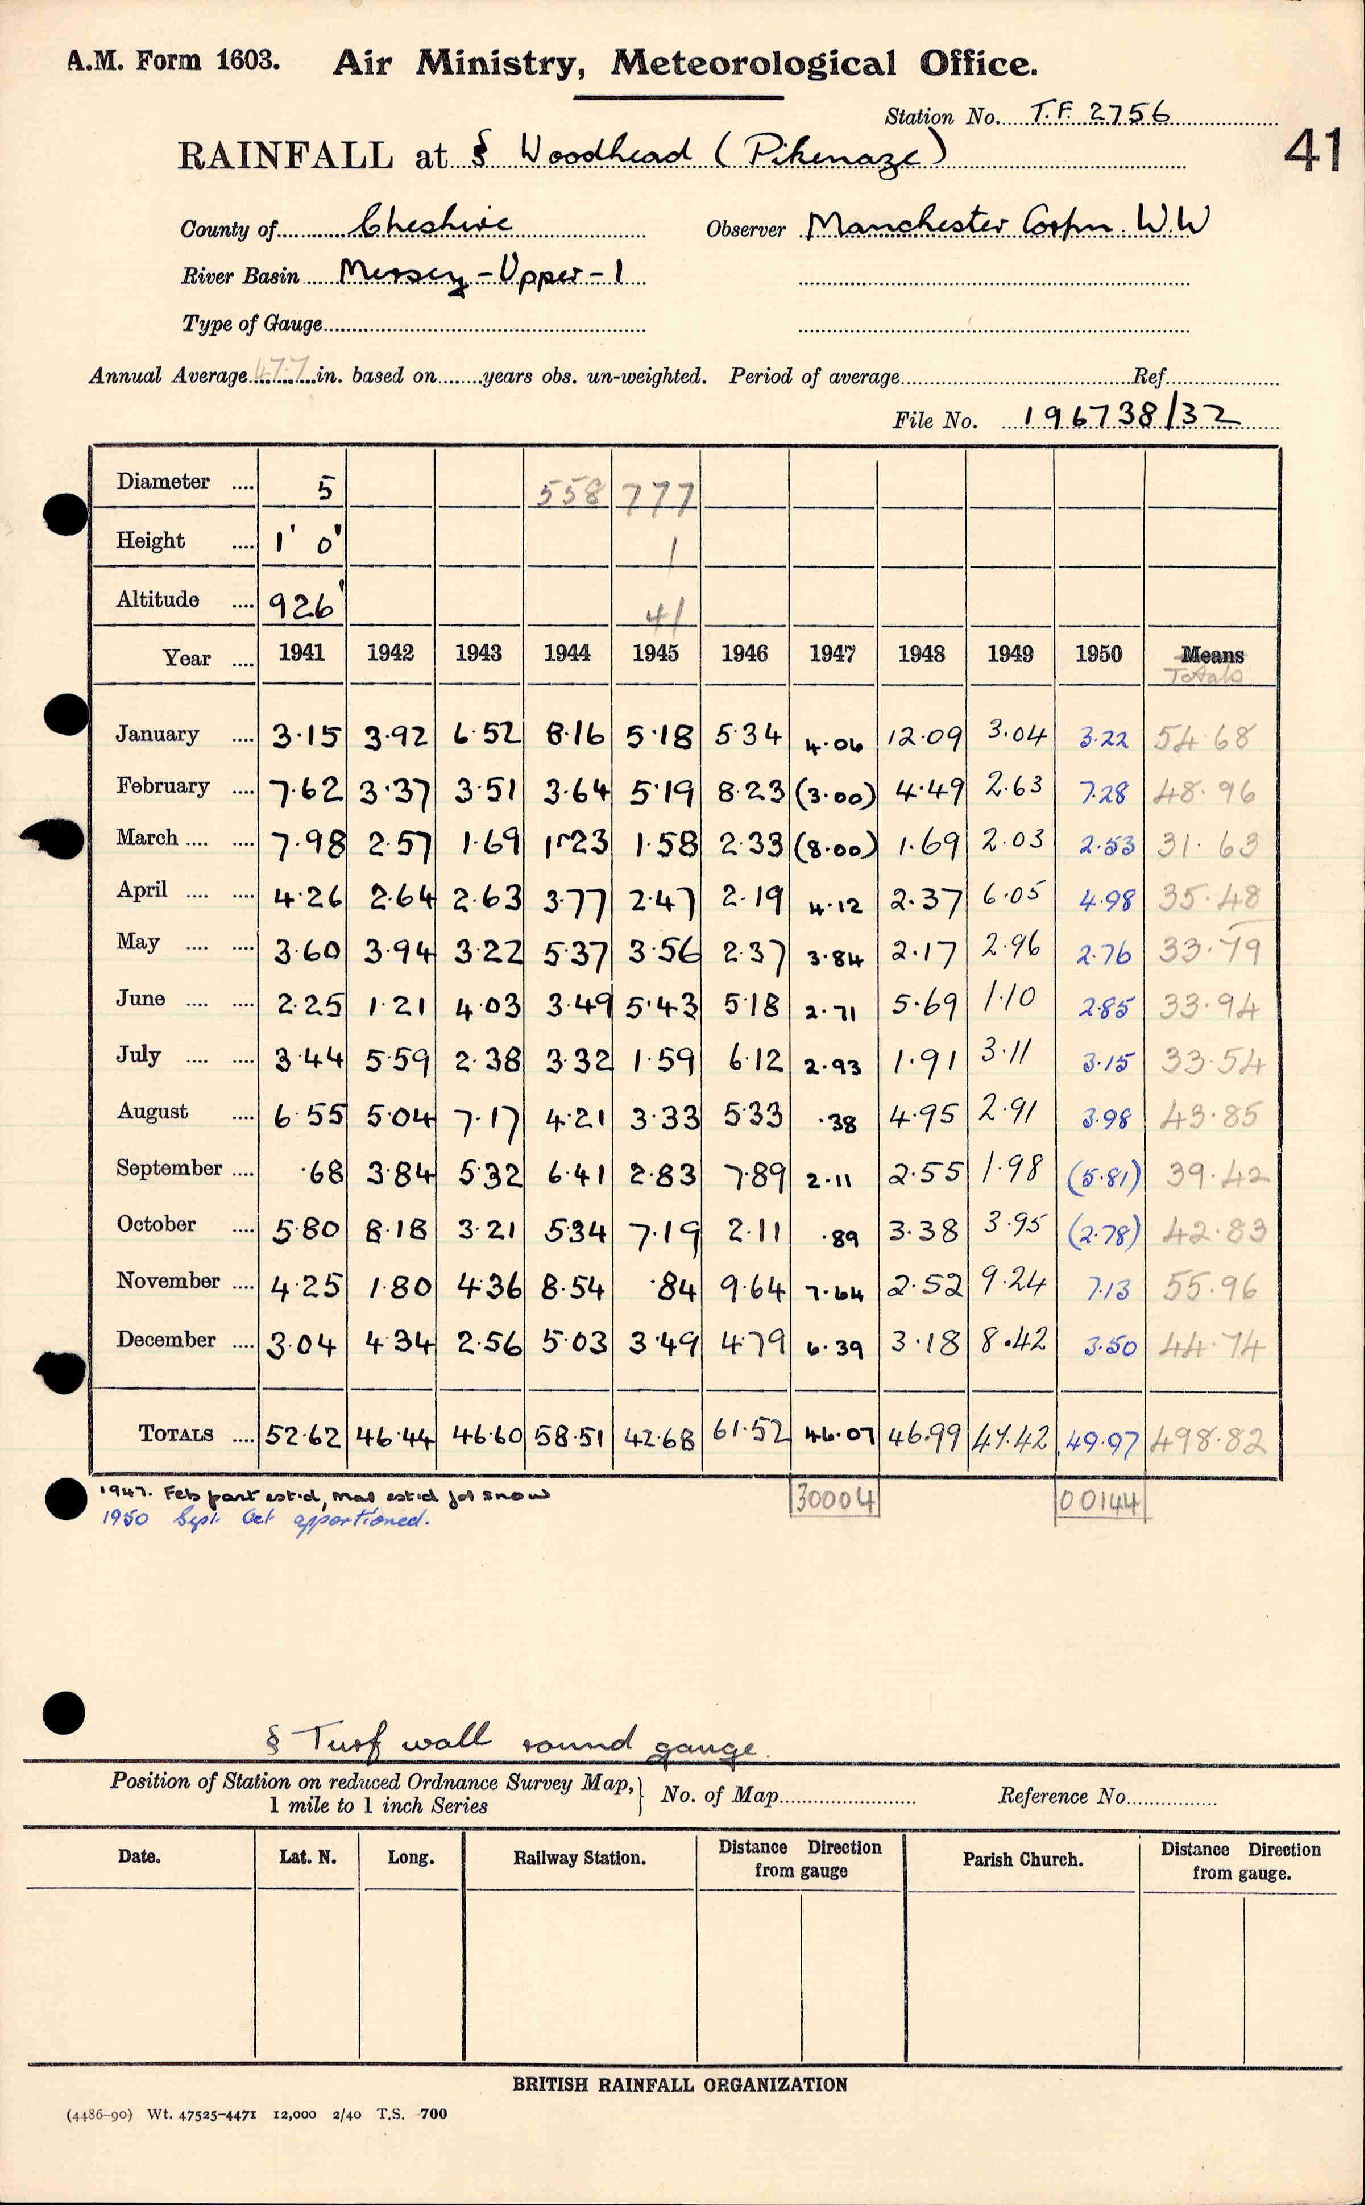 A.M. Form 1603. Air Ministry, Meteorological Office.
Station No. T.F. 2756
41
RAINFALL at § Woodhead (Pikenaze)
County of Cheshire Observer Manchester Corpn. W.W
River Basin Mersey - Upper - 1
Type of Gauge
Annual Average 47.7 in. based on years obs. un-weighted. Period of average Ref.
File No. 196738/32
Diameter 5 558 777
Height 1' 0" 1
Altitude 926' 41
Year 1941 1942 1943 1944 1945 1946 1947 1948 1949 1950 Means
Totals
January 3.15 3.92 6.52 8.16 5.18 5.34 4.06 12.09 3.04 3.22 54.68
February 7.62 3.37 3.51 3.64 5.19 8.23 (3.00) 4.49 2.63 7.28 48.96
March 7.98 2.57 1.69 1.23 1.58 2.33 (8.00) 1.69 2.03 2.53 31.63
April 4.26 2.64 2.63 3.77 2.47 2.19 4.12 2.37 6.05 4.98 35.48
May 3.60 3.94 3.22 5.37 3.56 2.37 3.84 2.17 2.96 2.76 33.79
June 2.25 1.21 4.03 3.49 5.43 5.18 2.71 5.69 1.10 2.85 33.94
July 3.44 5.59 2.38 3.32 1.59 6.12 2.93 1.91 3.11 3.15 33.54
August 6.55 5.04 7.17 4.21 3.33 5.33 .38 4.95 2.91 3.98 43.85
September .68 3.84 5.32 6.41 2.83 7.89 2.11 2.55 1.98 (5.81) 39.42
October 5.80 8.18 3.21 5.34 7.19 2.11 .89 3.38 3.95 (2.78) 42.83
November 4.25 1.80 4.36 8.54 .84 9.64 7.64 2.52 9.24 7.13 55.96
December 3.04 4.34 2.56 5.03 3.49 4.79 6.39 3.18 8.42 3.50 44.74
TOTALS 52.62 46.44 46.60 58.51 42.68 61.52 46.07 46.99 47.42 49.97 498.82
1947. Feb part est'd, Mar est'd for snow 30004 00144
1950 Sept. Oct apportioned.
§ Turf wall round gauge.
Position of Station on reduced Ordnance Survey Map, } No. of Map Reference No.
1 mile to 1 inch Series
Date. Lat. N. Long. Railway Station. Distance Direction from gauge Parish Church. Distance Direction from gauge.
BRITISH RAINFALL ORGANIZATION
(4486-90) Wt. 47525-4471 12,000 2/40 T.S. 700